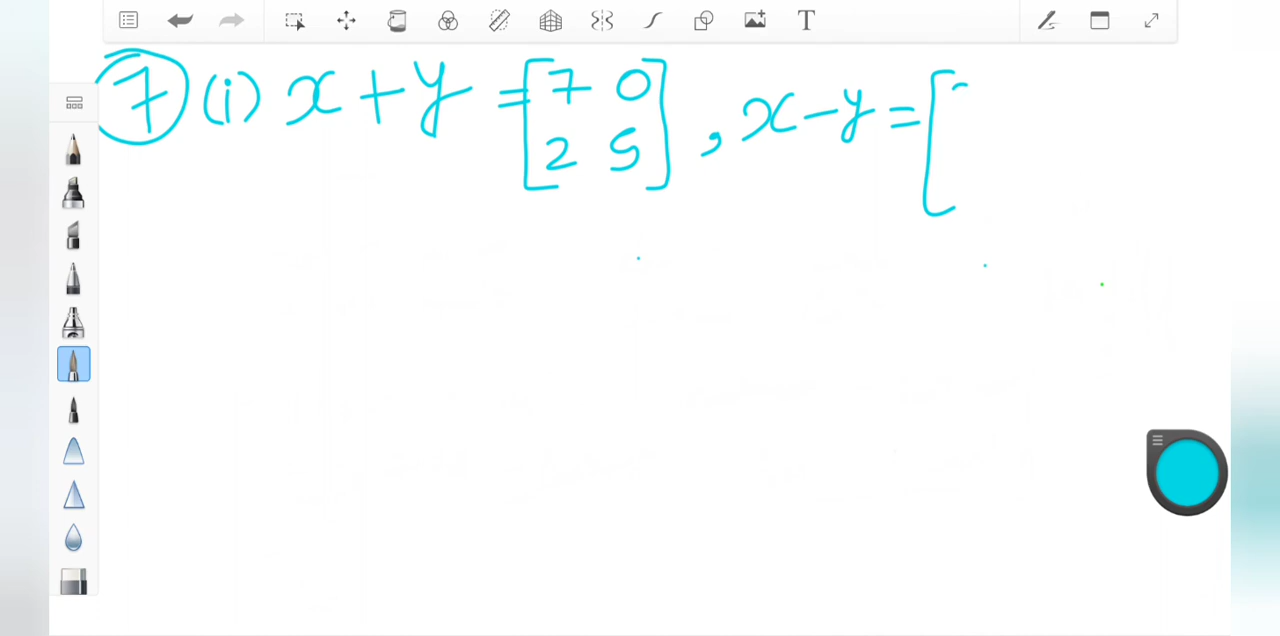 7 (i) x + y = [7 0 , x - y = [
2 5]
T